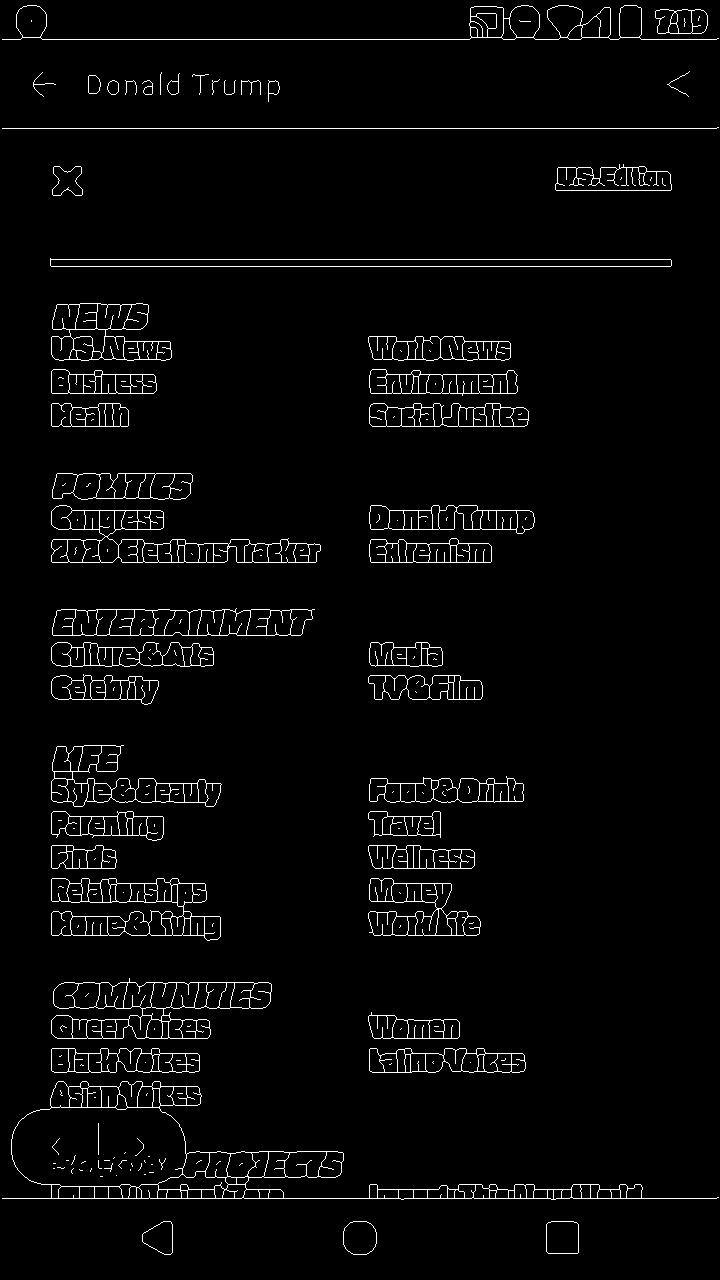 7:09
Donald Trump
U.S. Edition
NEWS
U.S. News World News
Business Environment
Health Social Justice
POLITICS
Congress Donald Trump
2020 Elections Tracker Extremism
ENTERTAINMENT
Culture & Arts Media
Celebrity TV & Film
LIFE
Style & Beauty Food & Drink
Parenting Travel
Finds Wellness
Relationships Money
Home & Living Work/Life
COMMUNITIES
Queer Voices Women
Black Voices Latino Voices
Asian Voices
PROJECTS